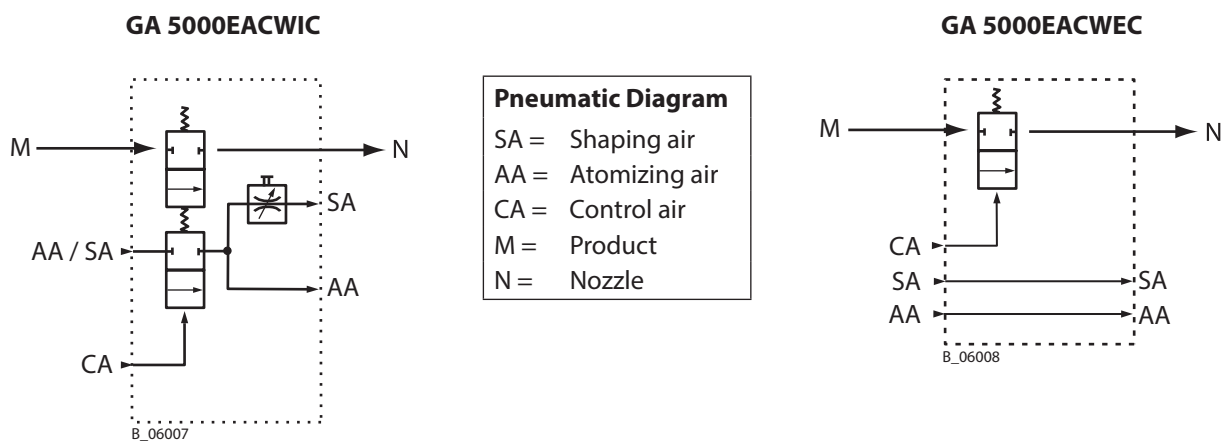 GA 5000EACWIC
M
N
SA
AA / SA
AA
CA
B_06007
Pneumatic Diagram
SA = Shaping air
AA = Atomizing air
CA = Control air
M = Product
N = Nozzle
GA 5000EACWEC
M
N
CA
SA
SA
AA
AA
B_06008